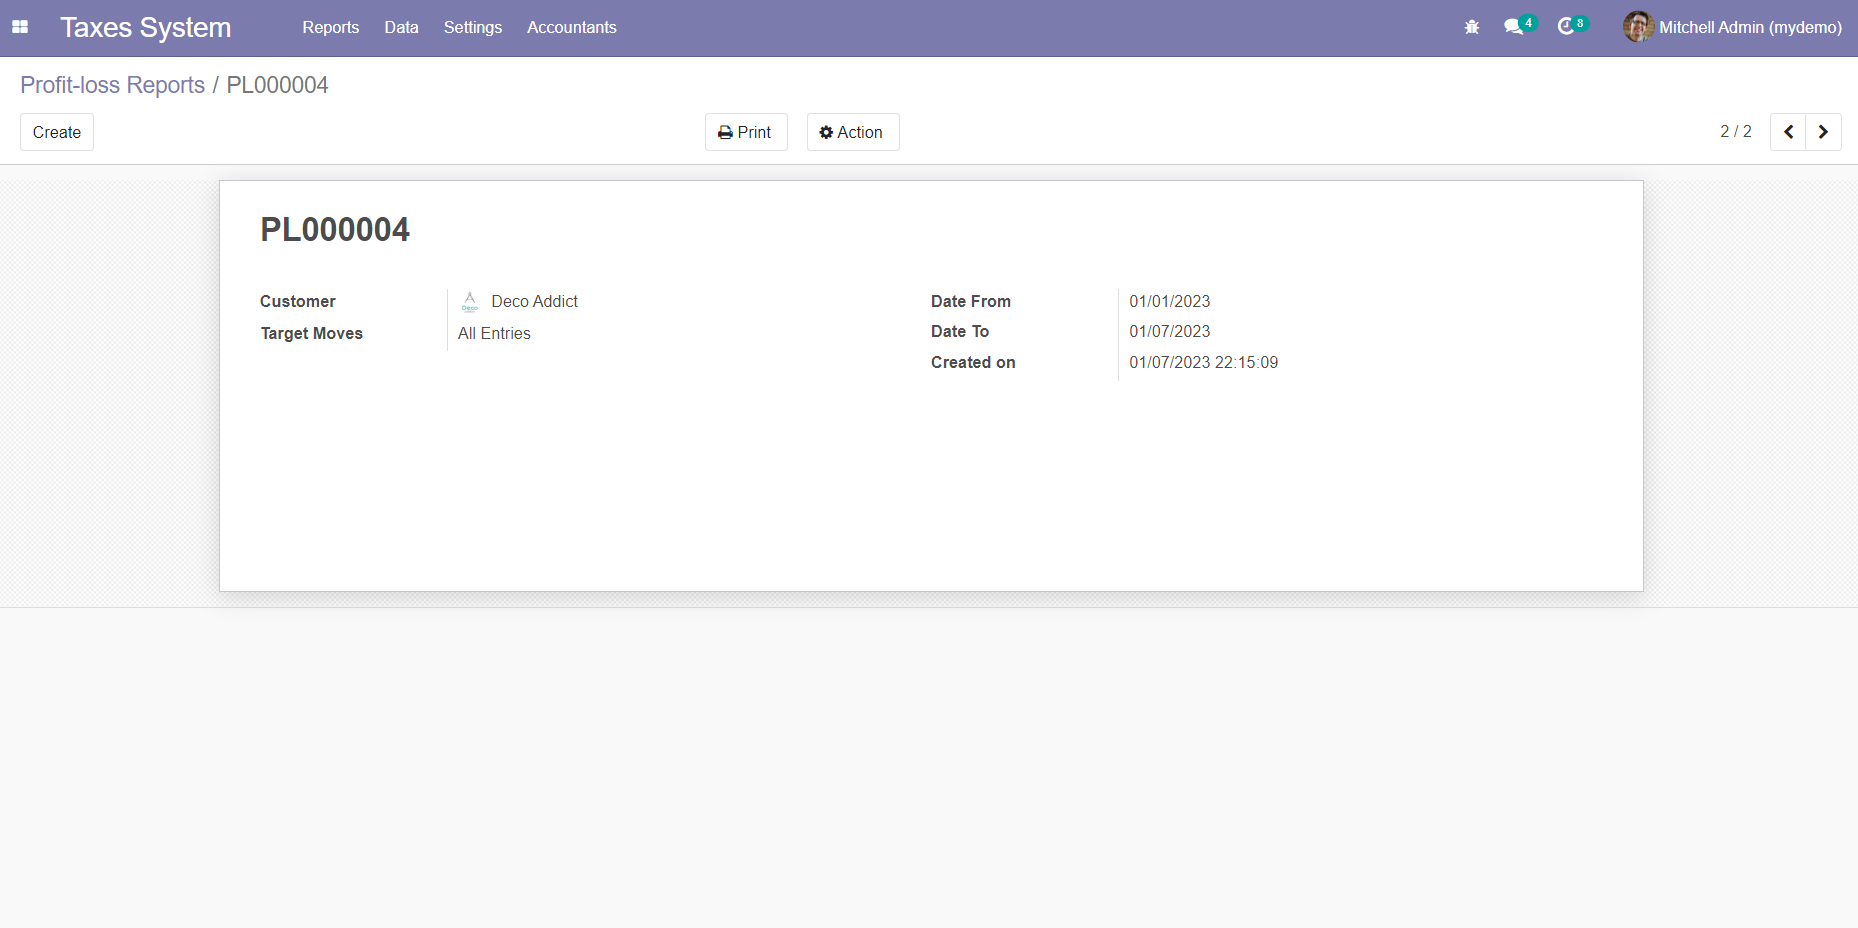 Taxes System Reports Data Settings Accountants 4 8 Mitchell Admin (mydemo)
Profit-loss Reports / PL000004
Create Print Action 2 / 2
PL000004
Customer Deco Deco Addict Date From 01/01/2023
Target Moves All Entries Date To 01/07/2023
Created on 01/07/2023 22:15:09